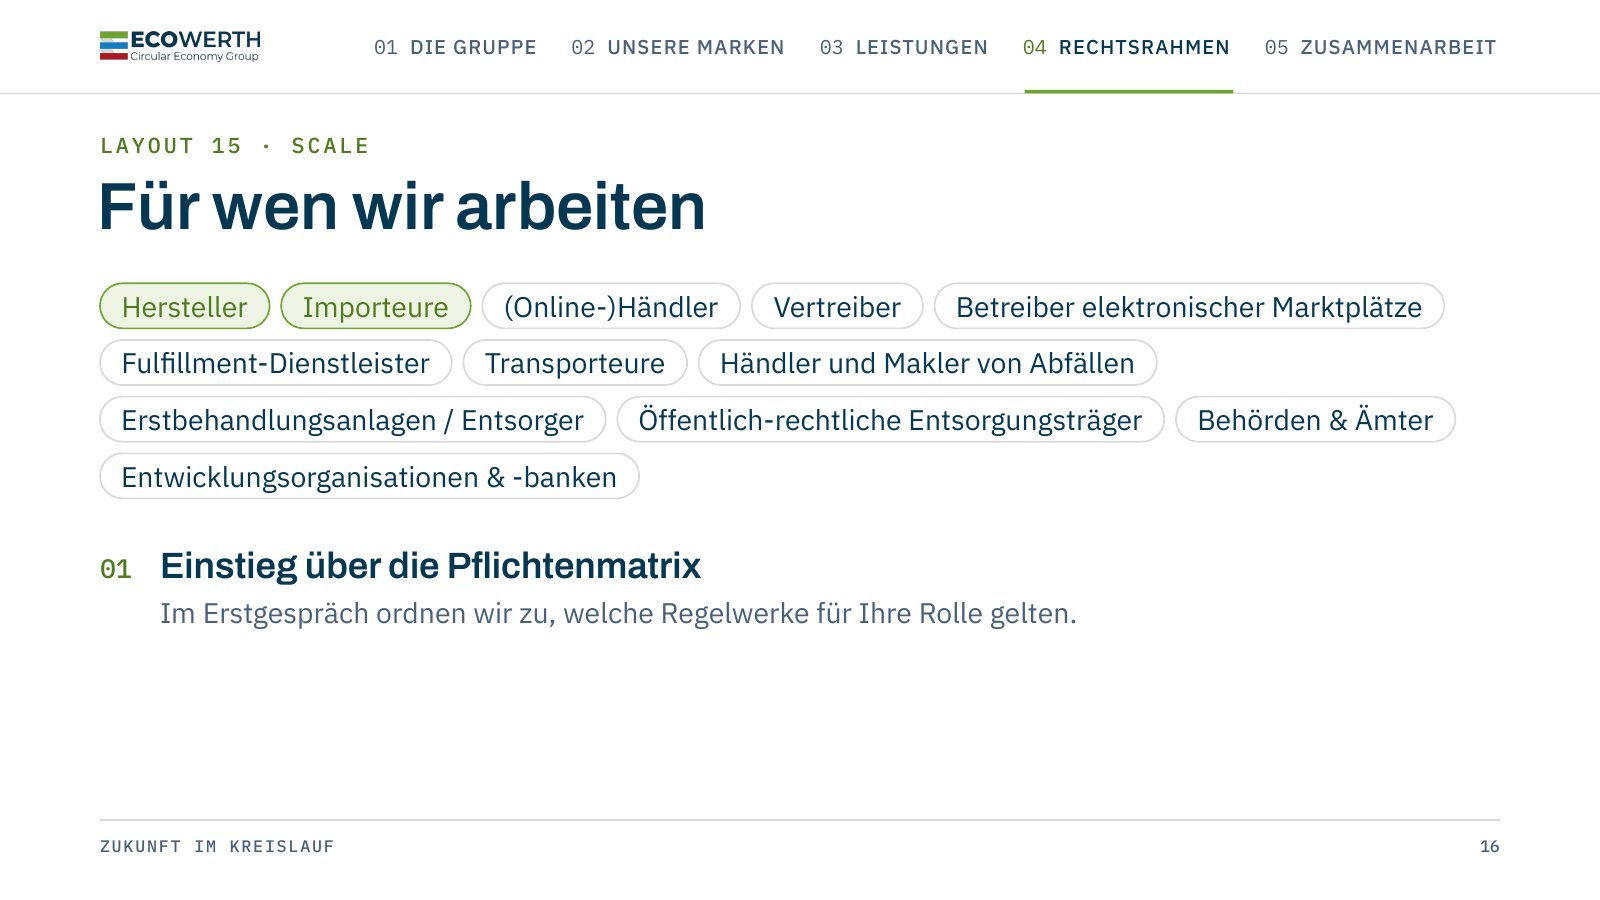 ECOWERTH
Circular Economy Group
01 DIE GRUPPE 02 UNSERE MARKEN 03 LEISTUNGEN 04 RECHTSRAHMEN 05 ZUSAMMENARBEIT
LAYOUT 15 · SCALE
Für wen wir arbeiten
Hersteller Importeure (Online-)Händler Vertreiber Betreiber elektronischer Marktplätze
Fulfillment-Dienstleister Transporteure Händler und Makler von Abfällen
Erstbehandlungsanlagen / Entsorger Öffentlich-rechtliche Entsorgungsträger Behörden & Ämter
Entwicklungsorganisationen & -banken
01 Einstieg über die Pflichtenmatrix
Im Erstgespräch ordnen wir zu, welche Regelwerke für Ihre Rolle gelten.
ZUKUNFT IM KREISLAUF 16